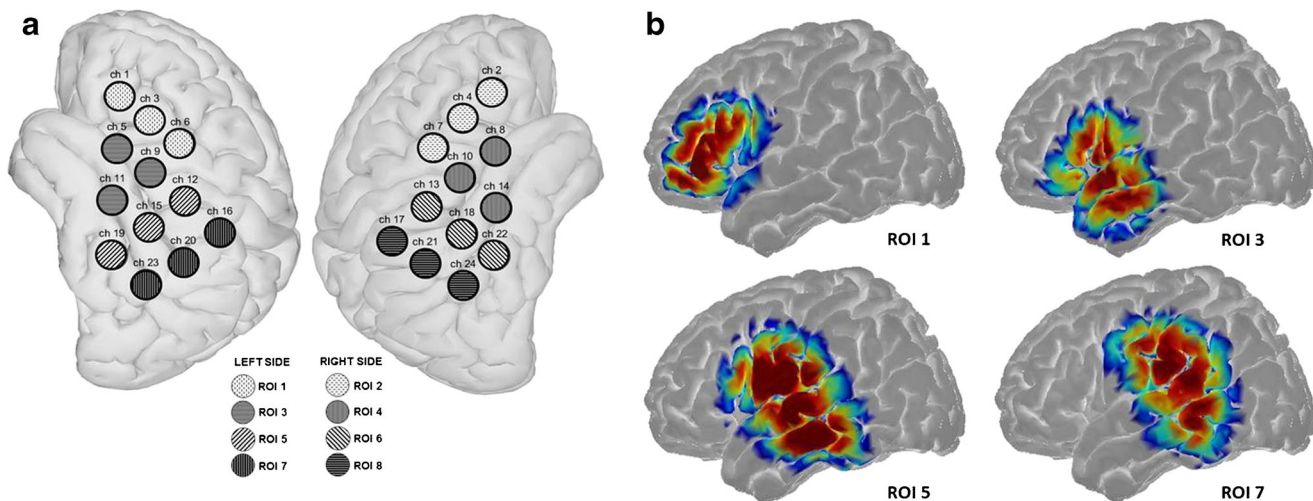 a
ch 1
ch 3
ch 5
ch 6
ch 9
ch 11
ch 12
ch 15
ch 16
ch 19
ch 20
ch 23
ch 2
ch 4
ch 7
ch 8
ch 10
ch 13
ch 14
ch 17
ch 18
ch 21
ch 22
ch 24
LEFT SIDE
ROI 1
ROI 3
ROI 5
ROI 7
RIGHT SIDE
ROI 2
ROI 4
ROI 6
ROI 8
b
ROI 1
ROI 3
ROI 5
ROI 7